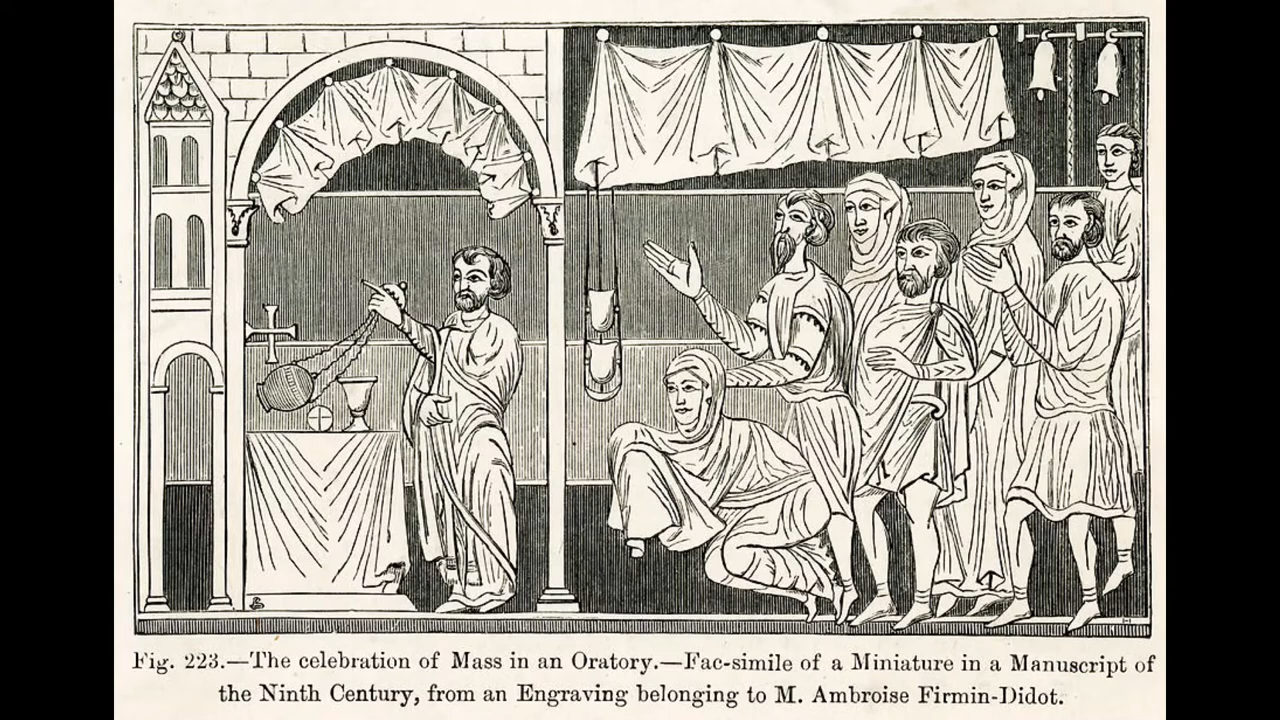 Fig. 223.—The celebration of Mass in an Oratory.—Fac-simile of a Miniature in a Manuscript of
the Ninth Century, from an Engraving belonging to M. Ambroise Firmin-Didot.